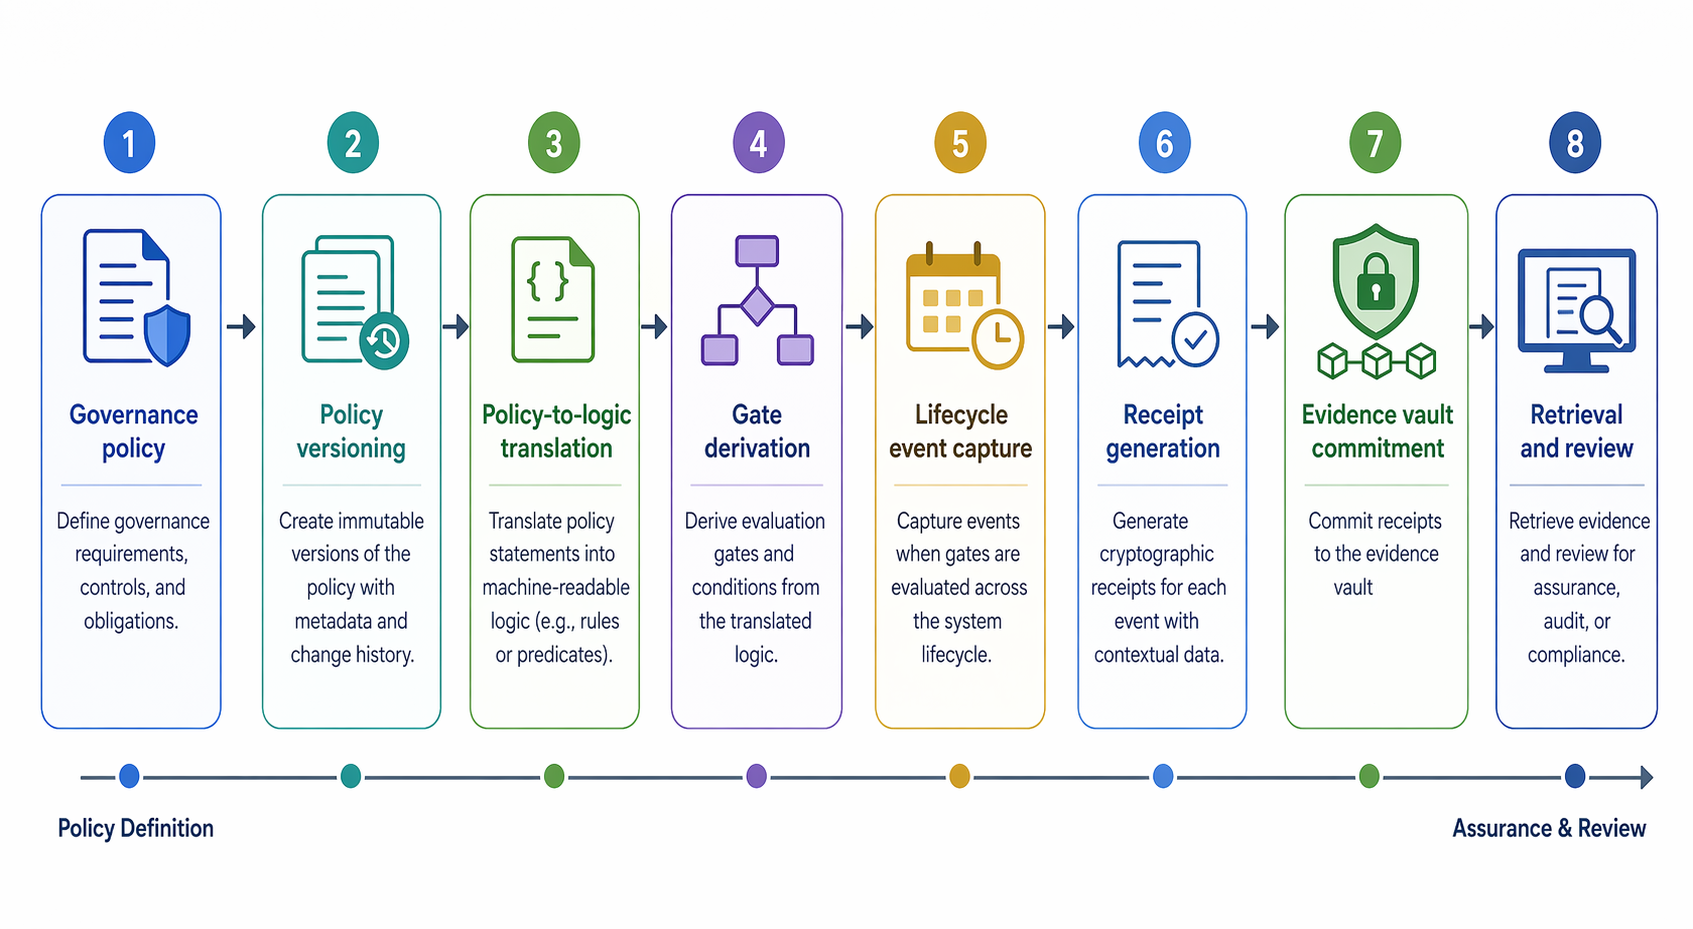 1
Governance
policy
Define governance
requirements,
controls, and
obligations.
2
Policy
versioning
Create immutable
versions of the
policy with
metadata and
change history.
3
{ }
Policy-to-logic
translation
Translate policy
statements into
machine-readable
logic (e.g., rules
or predicates).
4
Gate
derivation
Derive evaluation
gates and
conditions from
the translated
logic.
5
Lifecycle
event capture
Capture events
when gates are
evaluated across
the system
lifecycle.
6
Receipt
generation
Generate
cryptographic
receipts for each
event with
contextual data.
7
Evidence vault
commitment
Commit receipts
to the evidence
vault
8
Retrieval
and review
Retrieve evidence
and review for
assurance,
audit, or
compliance.
Policy Definition
Assurance & Review